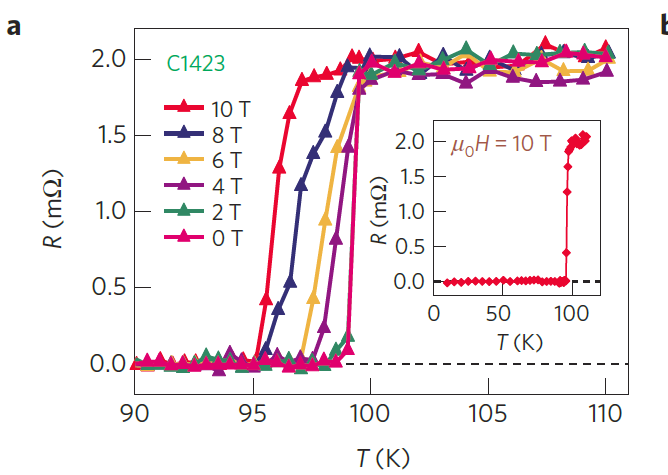 a
b
C1423
10 T
8 T
6 T
4 T
2 T
0 T
R (mΩ)
2.0
1.5
1.0
0.5
0.0
90 95 100 105 110
T (K)
μ₀H = 10 T
R (mΩ)
2.0
1.5
1.0
0.5
0.0
0 50 100
T (K)